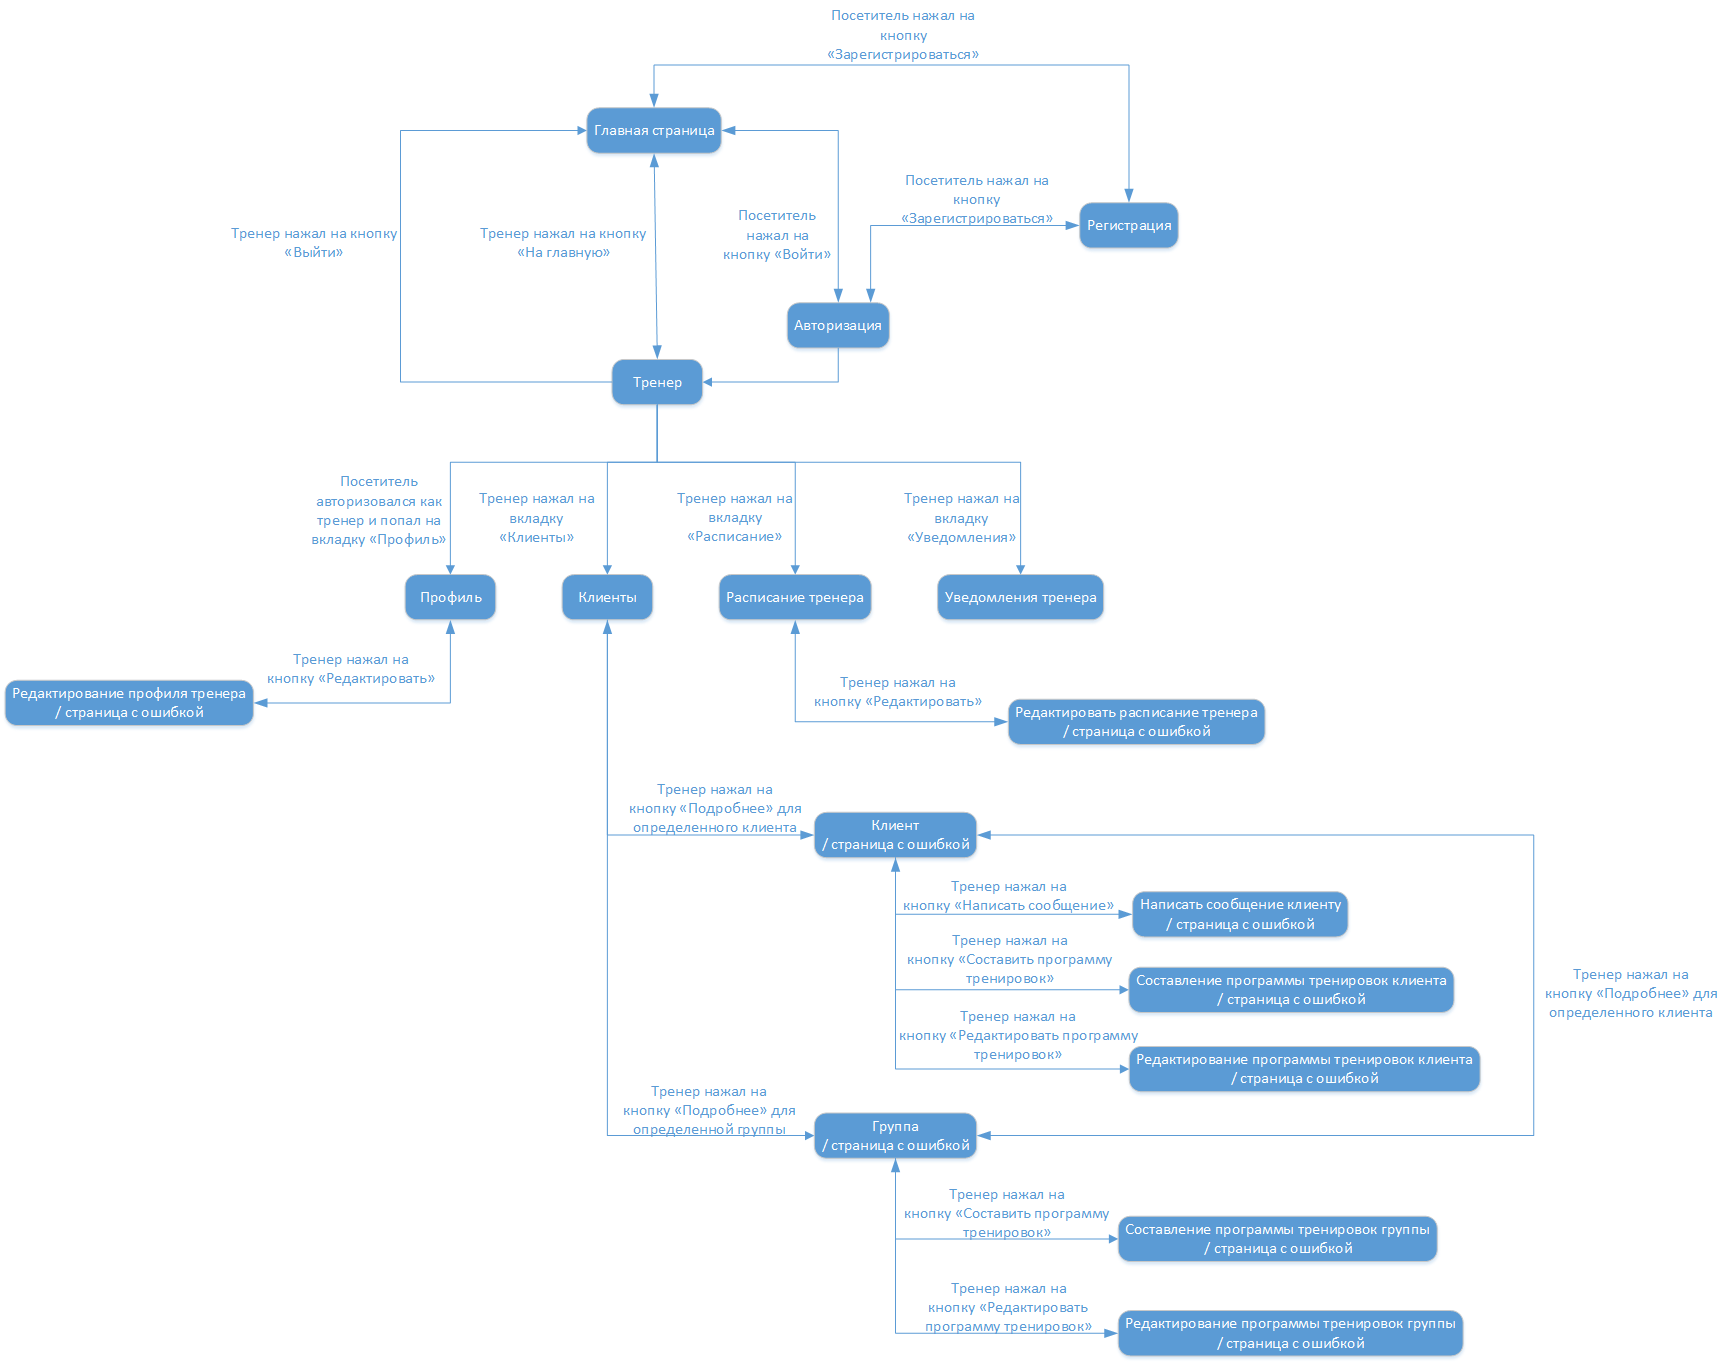 Посетитель нажал на
кнопку
«Зарегистрироваться»
Главная страница
Посетитель нажал на
кнопку
«Зарегистрироваться»
Регистрация
Тренер нажал на кнопку
«Выйти»
Тренер нажал на кнопку
«На главную»
Посетитель
нажал на
кнопку «Войти»
Авторизация
Тренер
Посетитель
авторизовался как
тренер и попал на
вкладку «Профиль»
Тренер нажал на
вкладку
«Клиенты»
Тренер нажал на
вкладку
«Расписание»
Тренер нажал на
вкладку
«Уведомления»
Профиль
Клиенты
Расписание тренера
Уведомления тренера
Тренер нажал на
кнопку «Редактировать»
Редактирование профиля тренера
/ страница с ошибкой
Тренер нажал на
кнопку «Редактировать»
Редактировать расписание тренера
/ страница с ошибкой
Тренер нажал на
кнопку «Подробнее» для
определенного клиента
Клиент
/ страница с ошибкой
Тренер нажал на
кнопку «Написать сообщение»
Написать сообщение клиенту
/ страница с ошибкой
Тренер нажал на
кнопку «Составить программу
тренировок»
Составление программы тренировок клиента
/ страница с ошибкой
Тренер нажал на
кнопку «Подробнее» для
определенного клиента
Тренер нажал на
кнопку «Редактировать программу
тренировок»
Редактирование программы тренировок клиента
/ страница с ошибкой
Тренер нажал на
кнопку «Подробнее» для
определенной группы
Группа
/ страница с ошибкой
Тренер нажал на
кнопку «Составить программу
тренировок»
Составление программы тренировок группы
/ страница с ошибкой
Тренер нажал на
кнопку «Редактировать
программу тренировок»
Редактирование программы тренировок группы
/ страница с ошибкой